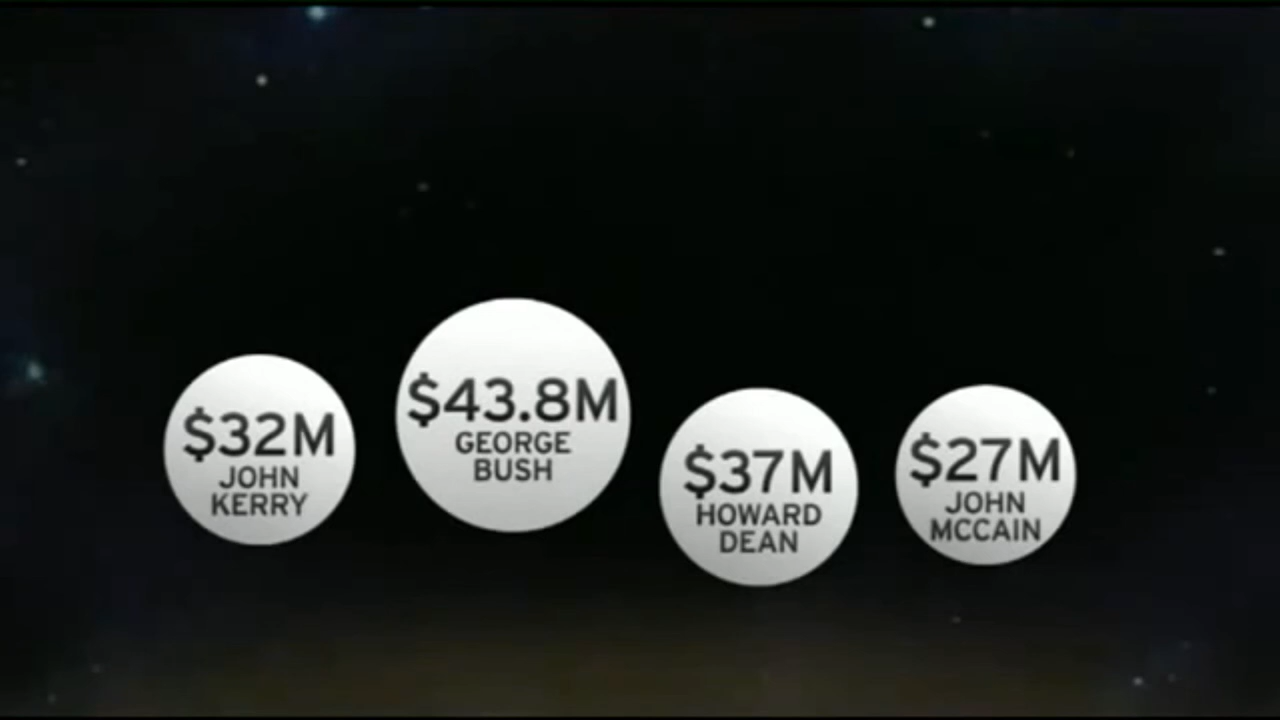 $32M
JOHN
KERRY
$43.8M
GEORGE
BUSH
$37M
HOWARD
DEAN
$27M
JOHN
MCCAIN